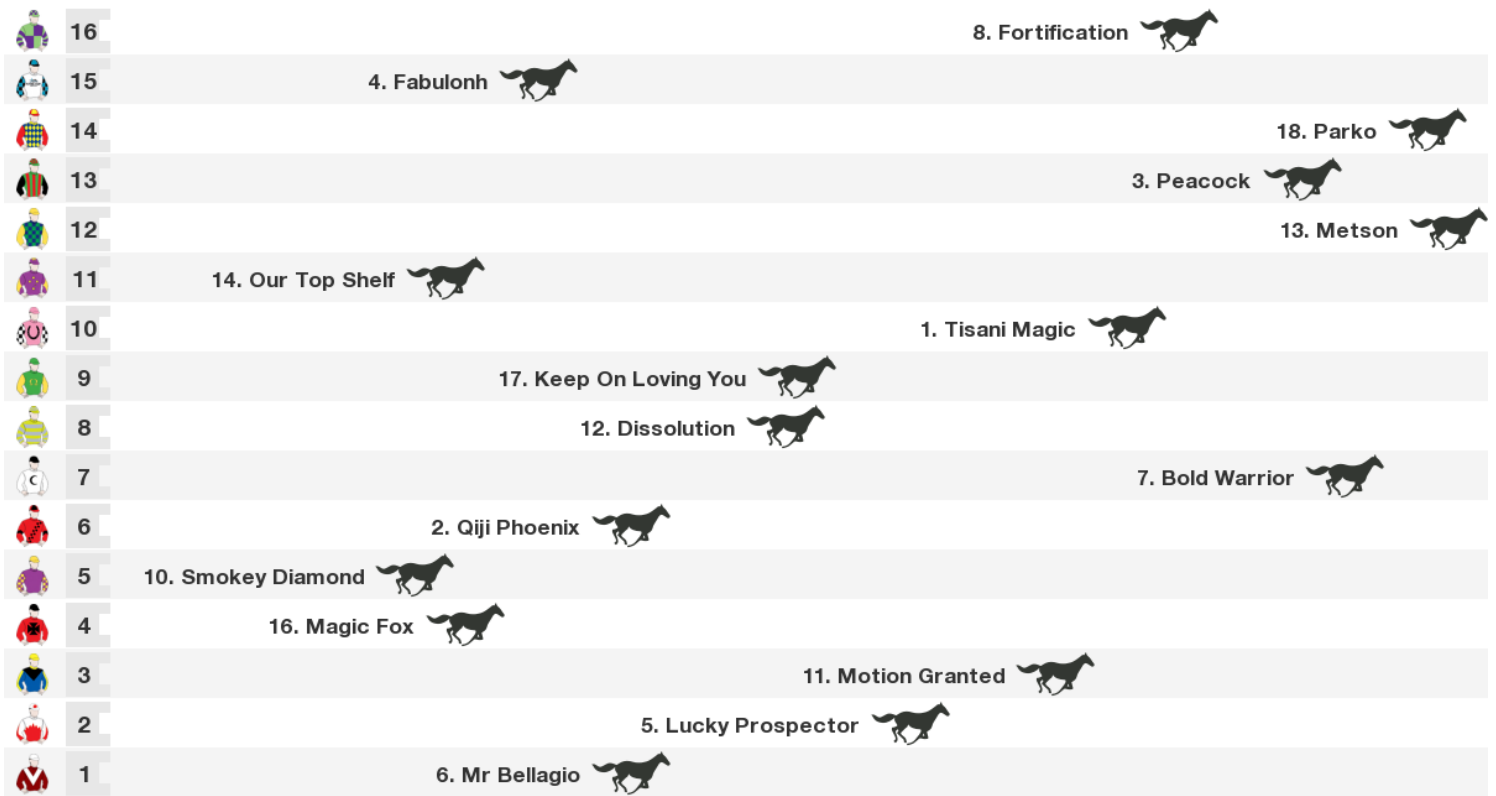 16 8. Fortification
15 4. Fabulonh
14 18. Parko
13 3. Peacock
12 13. Metson
11 14. Our Top Shelf
10 1. Tisani Magic
9 17. Keep On Loving You
8 12. Dissolution
7 7. Bold Warrior
6 2. Qiji Phoenix
5 10. Smokey Diamond
4 16. Magic Fox
3 11. Motion Granted
2 5. Lucky Prospector
1 6. Mr Bellagio